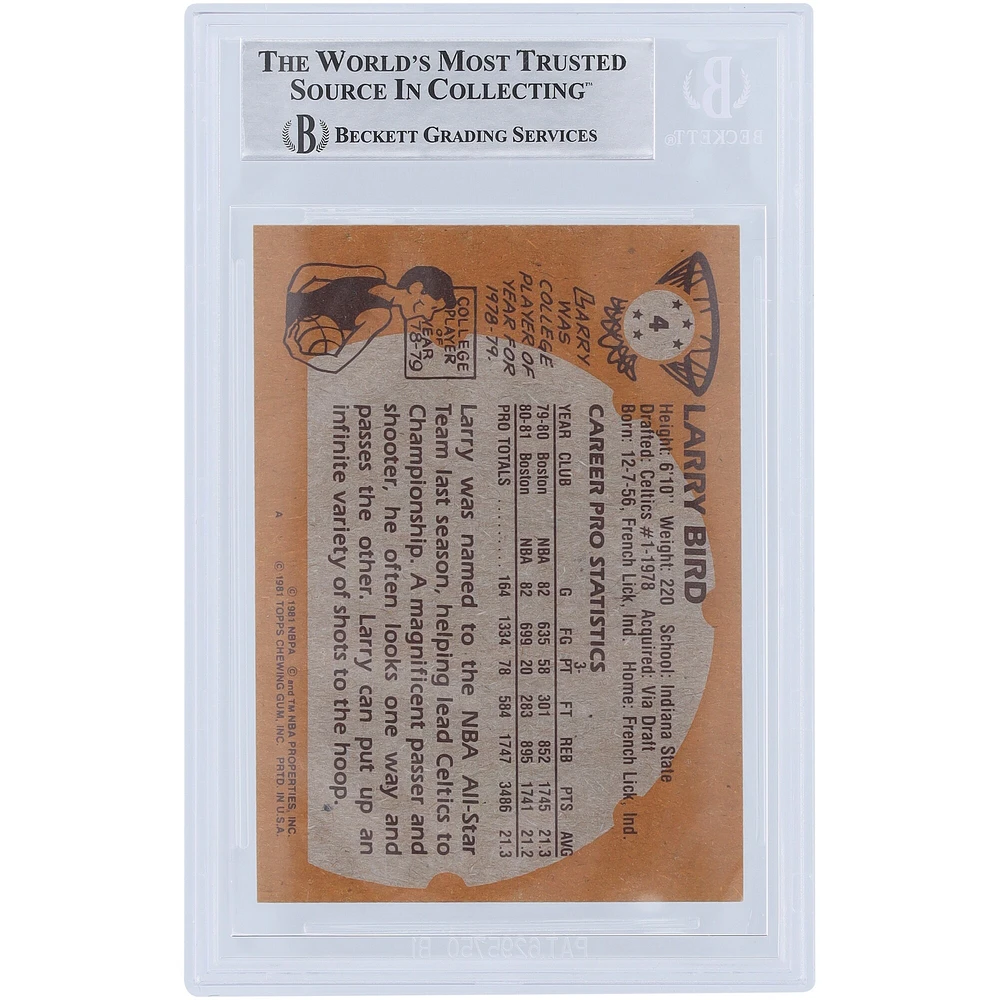 THE WORLD'S MOST TRUSTED
SOURCE IN COLLECTING™
B BECKETT GRADING SERVICES
B
BECKETT®
4
LARRY BIRD
Height: 6'10" Weight: 220 School: Indiana State
Drafted: Celtics #1-1978 Acquired: Via Draft
Born: 12-7-56, French Lick, Ind. Home: French Lick, Ind.
CAREER PRO STATISTICS
3-
YEAR CLUB G FG PT FT REB PTS AVG
79-80 Boston NBA 82 635 58 301 852 1745 21.3
80-81 Boston NBA 82 699 20 283 895 1741 21.2
PRO TOTALS ........ 164 1334 78 584 1747 3486 21.3
Larry was named to the NBA All-Star
Team last season, helping lead Celtics to
Championship. A magnificent passer and
shooter, he often looks one way and
passes the other. Larry can put up an
infinite variety of shots to the hoop.
LARRY
WAS
COLLEGE
PLAYER OF
YEAR FOR
1978-79.
COLLEGE
PLAYER
OF
YEAR
78-79
© 1981 NBPA © and TM NBA PROPERTIES, INC.
A © 1981 TOPPS CHEWING GUM, INC. PRTD. IN U.S.A.
PAT 6295750 B1